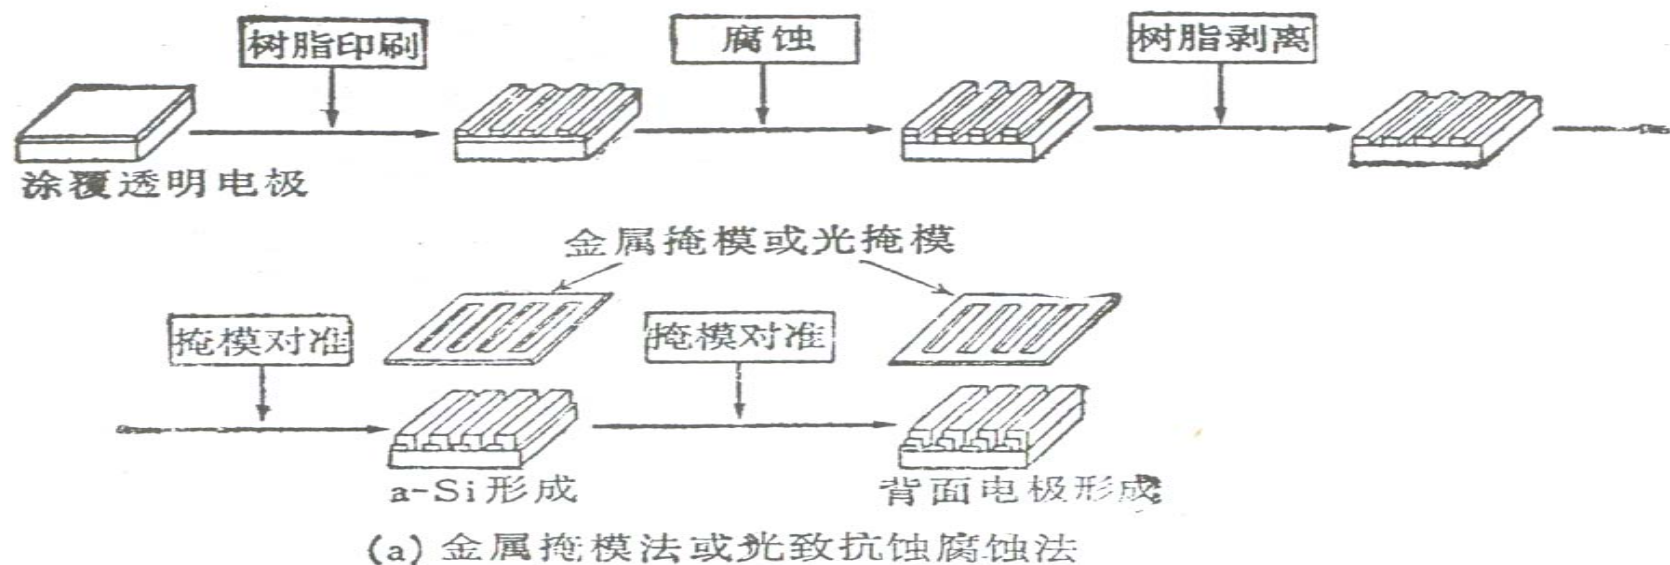 树脂印刷
腐蚀
树脂剥离
涂覆透明电极
金属掩模或光掩模
掩模对准
掩模对准
a-Si形成
背面电极形成
(a) 金属掩模法或光致抗蚀腐蚀法